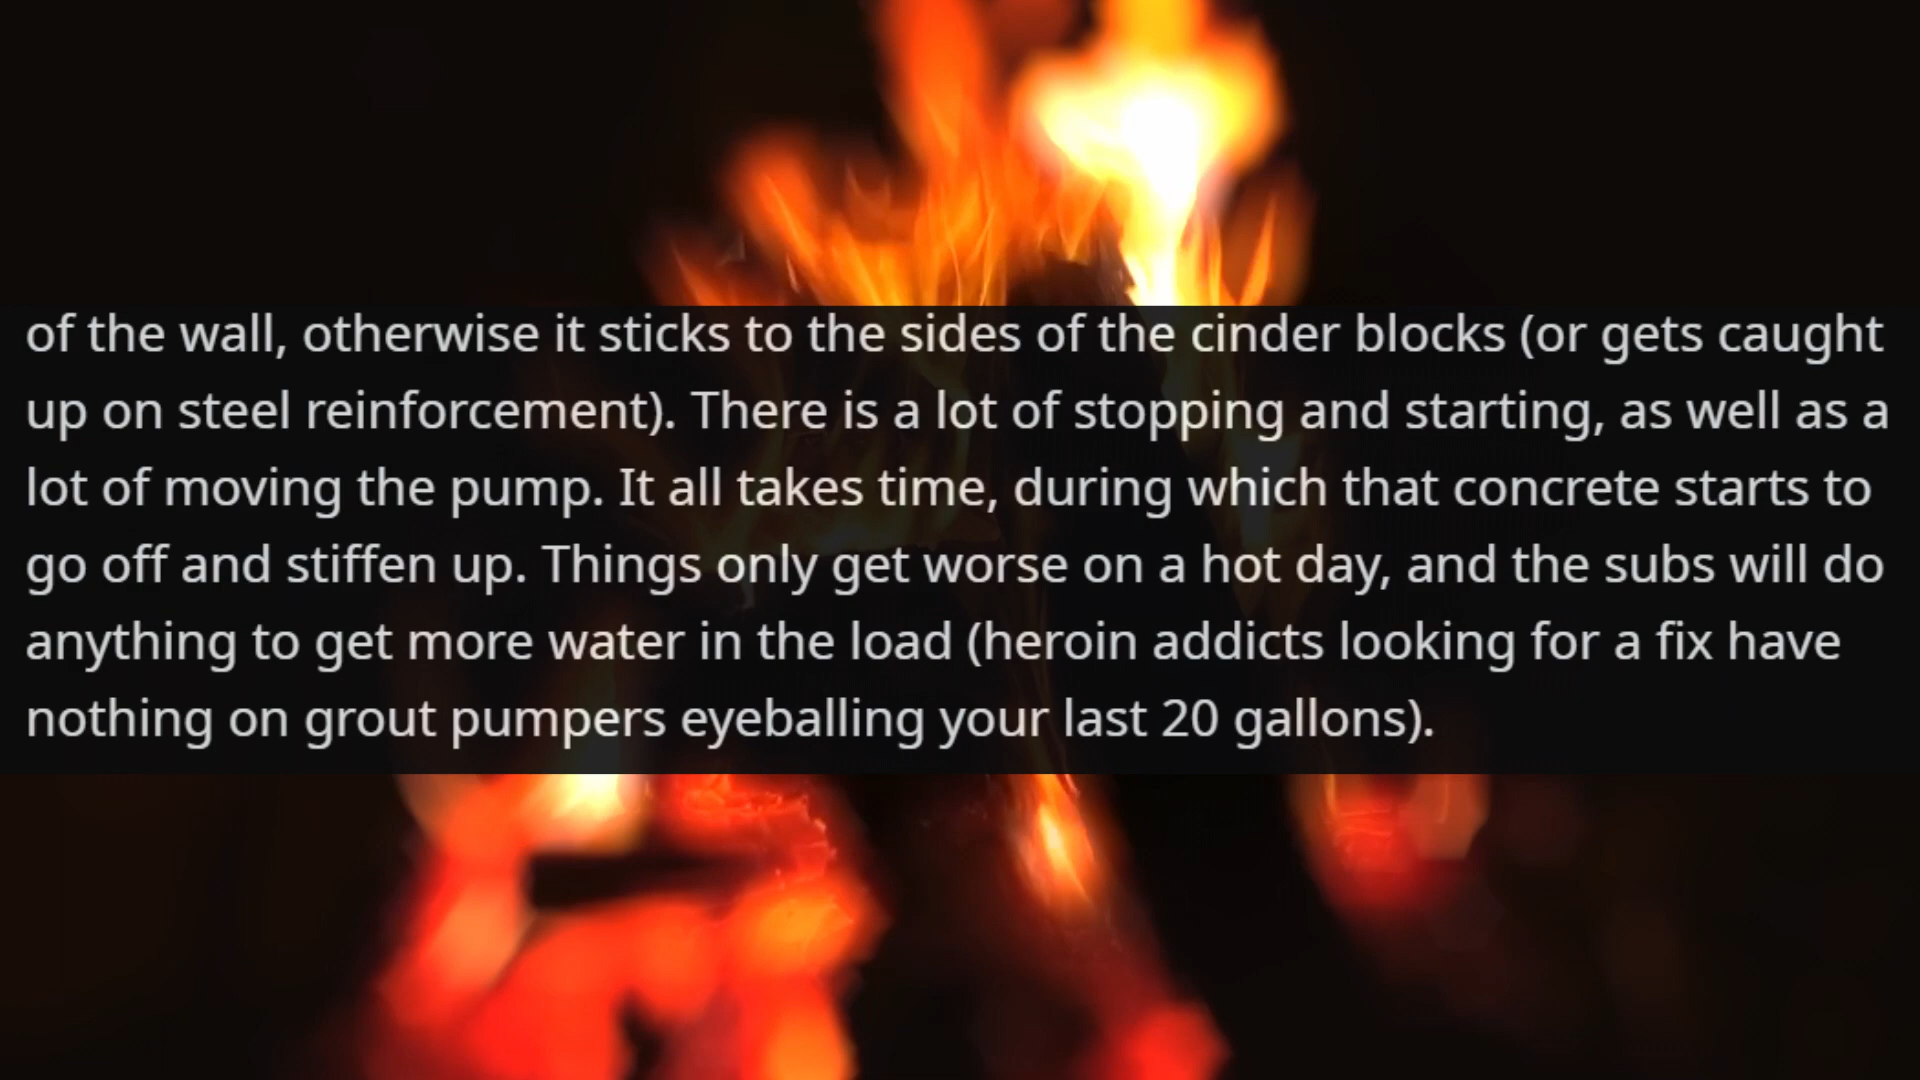 of the wall, otherwise it sticks to the sides of the cinder blocks (or gets caught
up on steel reinforcement). There is a lot of stopping and starting, as well as a
lot of moving the pump. It all takes time, during which that concrete starts to
go off and stiffen up. Things only get worse on a hot day, and the subs will do
anything to get more water in the load (heroin addicts looking for a fix have
nothing on grout pumpers eyeballing your last 20 gallons).